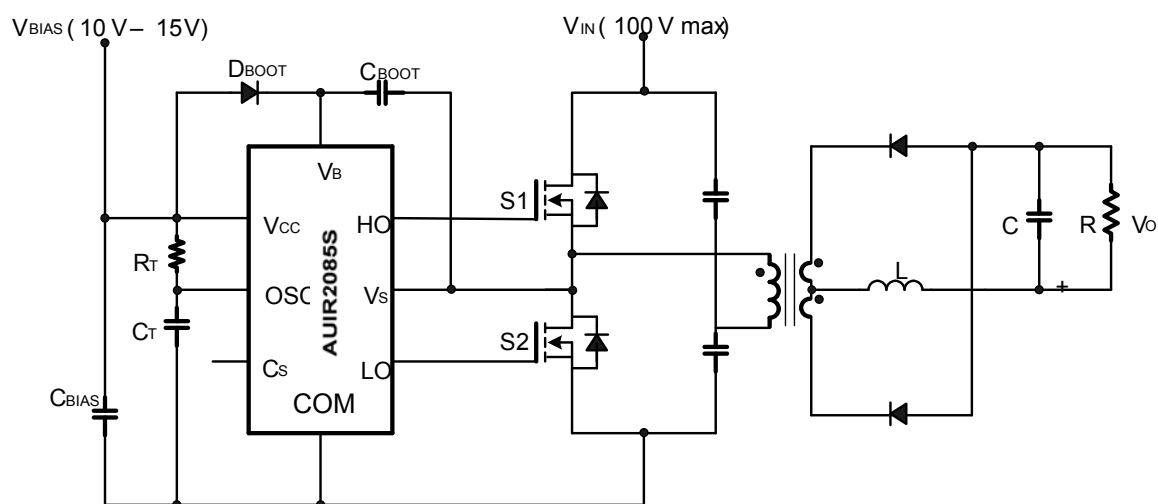 VBIAS ( 10 V – 15V)
VIN ( 100 V max)
DBOOT
CBOOT
VB
S1
VCC
HO
RT
OSC
VS
AUIR2085S
CT
S2
CS
LO
CBIAS
COM
L
C
R
VO
+